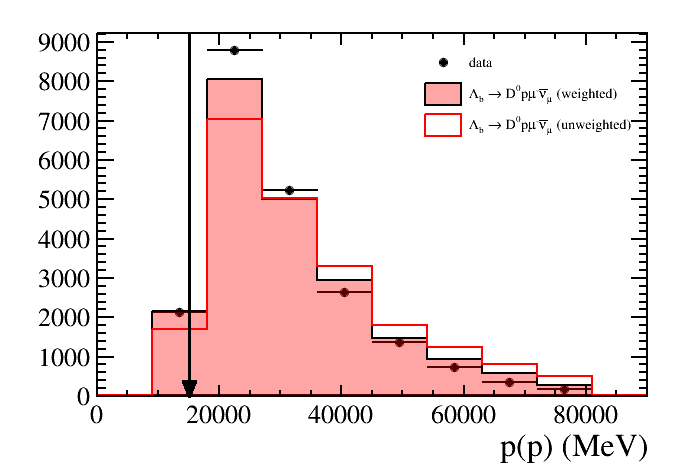 9000
8000
7000
6000
5000
4000
3000
2000
1000
0
data
Λb → D⁰pμ ν̅μ (weighted)
Λb → D⁰pμ ν̅μ (unweighted)
0 20000 40000 60000 80000
p(p) (MeV)